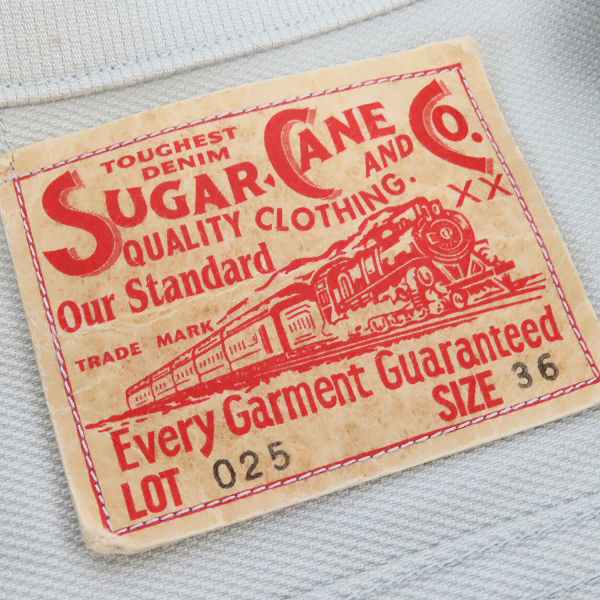 TOUGHEST
DENIM
SUGAR CANE AND CO.
QUALITY CLOTHING. XX
Our Standard
TRADE MARK
Every Garment Guaranteed
LOT 025 SIZE 36